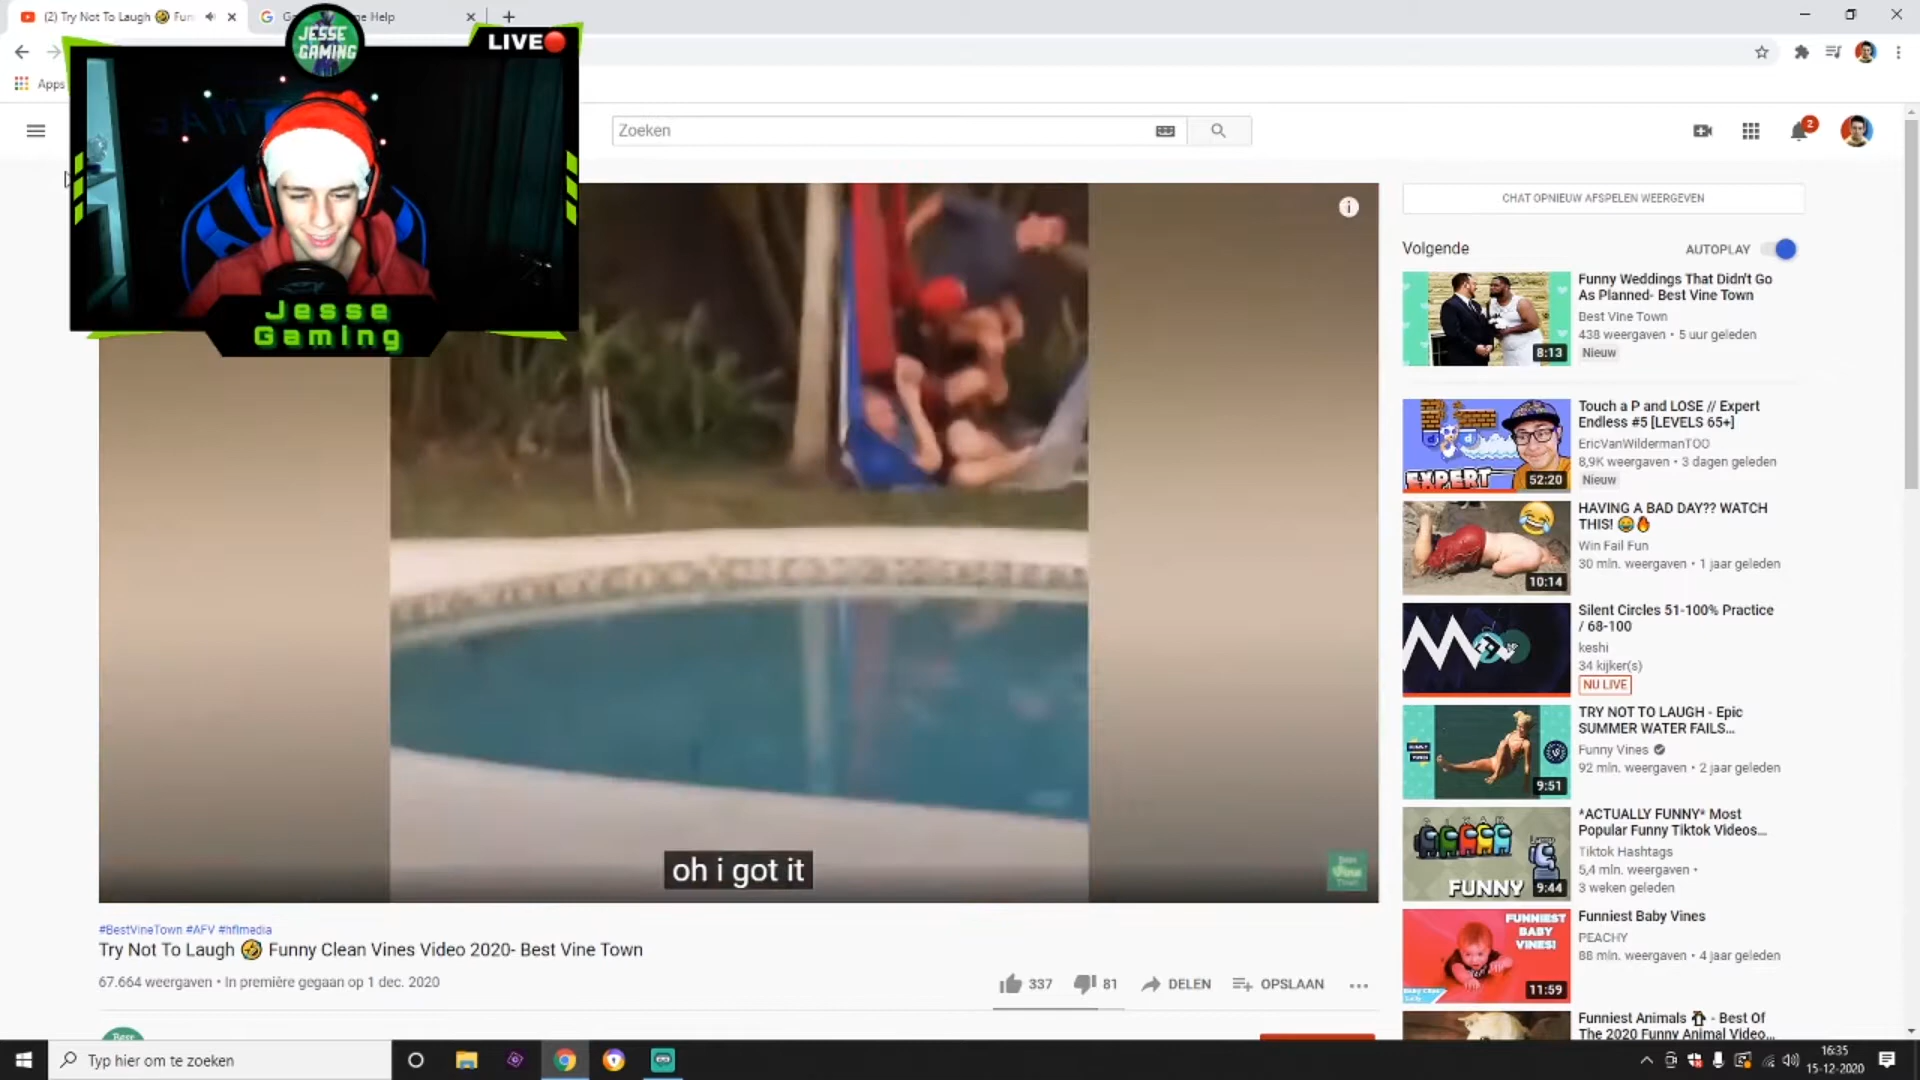 (2) Try Not To Laugh 🤣 Fun
Help
LIVE
JESSE
GAMING
Apps
Jesse
Gaming
Zoeken
2
oh i got it
#BestVineTown #AFV #hflmedia
Try Not To Laugh 🤣 Funny Clean Vines Video 2020- Best Vine Town
67.664 weergaven • In première gegaan op 1 dec. 2020
337
81
DELEN
OPSLAAN
CHAT OPNIEUW AFSPELEN WEERGEVEN
Volgende
AUTOPLAY
Funny Weddings That Didn't Go
As Planned- Best Vine Town
Best Vine Town
438 weergaven • 5 uur geleden
Nieuw
8:13
Touch a P and LOSE // Expert
Endless #5 [LEVELS 65+]
EricVanWildermanTOO
8,9K weergaven • 3 dagen geleden
Nieuw
EXPERT
52:20
HAVING A BAD DAY?? WATCH
THIS! 😂🔥
Win Fail Fun
30 mln. weergaven • 1 jaar geleden
10:14
Silent Circles 51-100% Practice
/ 68-100
keshi
34 kijker(s)
NU LIVE
TRY NOT TO LAUGH - Epic
SUMMER WATER FAILS...
Funny Vines
92 mln. weergaven • 2 jaar geleden
9:51
*ACTUALLY FUNNY* Most
Popular Funny Tiktok Videos...
Tiktok Hashtags
5,4 mln. weergaven •
3 weken geleden
FUNNY
9:44
Funniest Baby Vines
PEACHY
88 mln. weergaven • 4 jaar geleden
FUNNIEST
BABY
VINES!
11:59
Funniest Animals 🐧 - Best Of
The 2020 Funny Animal Video...
Typ hier om te zoeken
16:35
15-12-2020